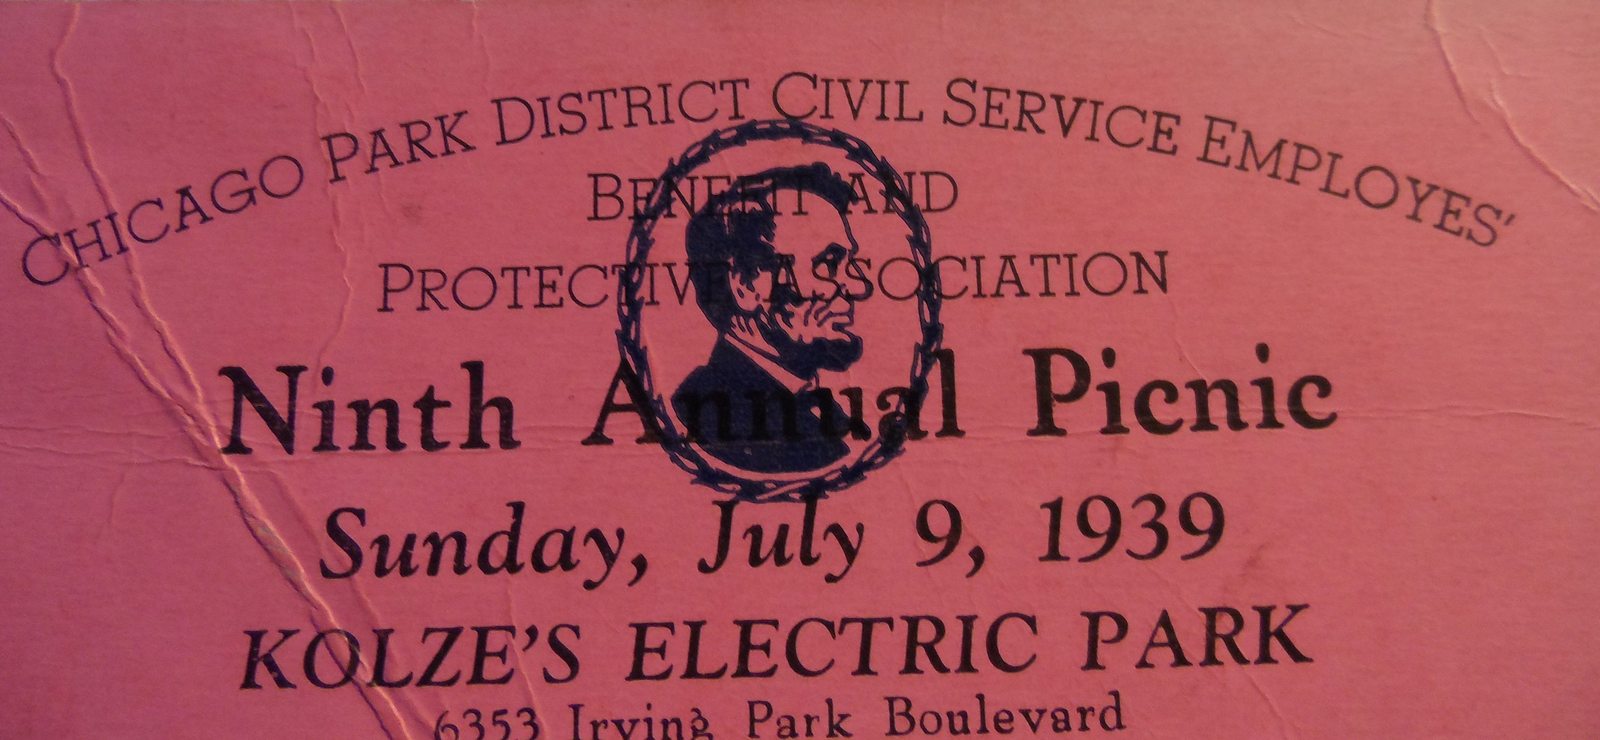 CHICAGO PARK DISTRICT CIVIL SERVICE EMPLOYES'
BENEFIT AND
PROTECTIVE ASSOCIATION
Ninth Annual Picnic
Sunday, July 9, 1939
KOLZE'S ELECTRIC PARK
6353 Irving Park Boulevard